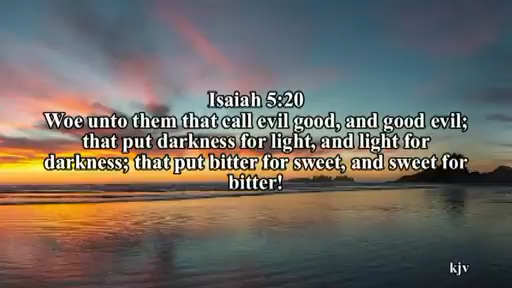 Isaiah 5:20
Woe unto them that call evil good, and good evil;
that put darkness for light, and light for
darkness; that put bitter for sweet, and sweet for
bitter!
kjv